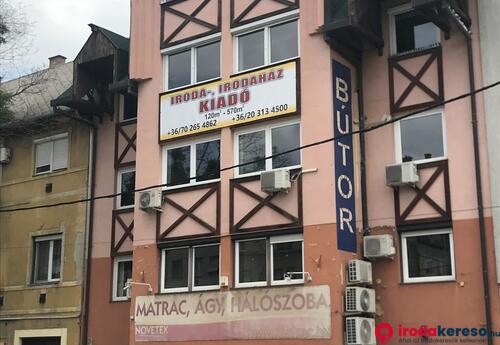 IRODA-, IRODAHÁZ
KIADÓ
120m² - 570m²
+36/70 265 4862
+36/20 313 4500
BÚTOR
MATRAC, ÁGY, HÁLÓSZOBA
NOVETEX
irodakereső.hu